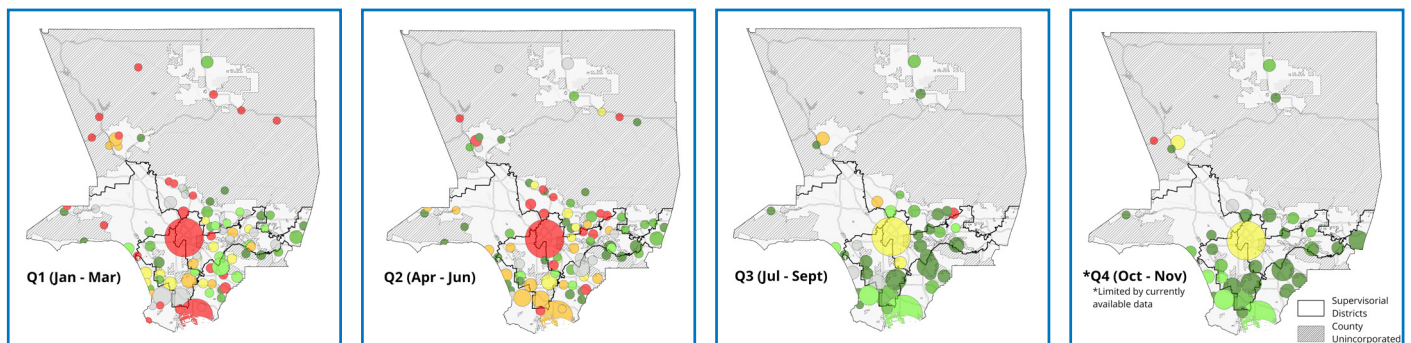 Q1 (Jan - Mar)
Q2 (Apr - Jun)
Q3 (Jul - Sept)
*Q4 (Oct - Nov)
*Limited by currently
available data
Supervisorial
Districts
County
Unincorporated